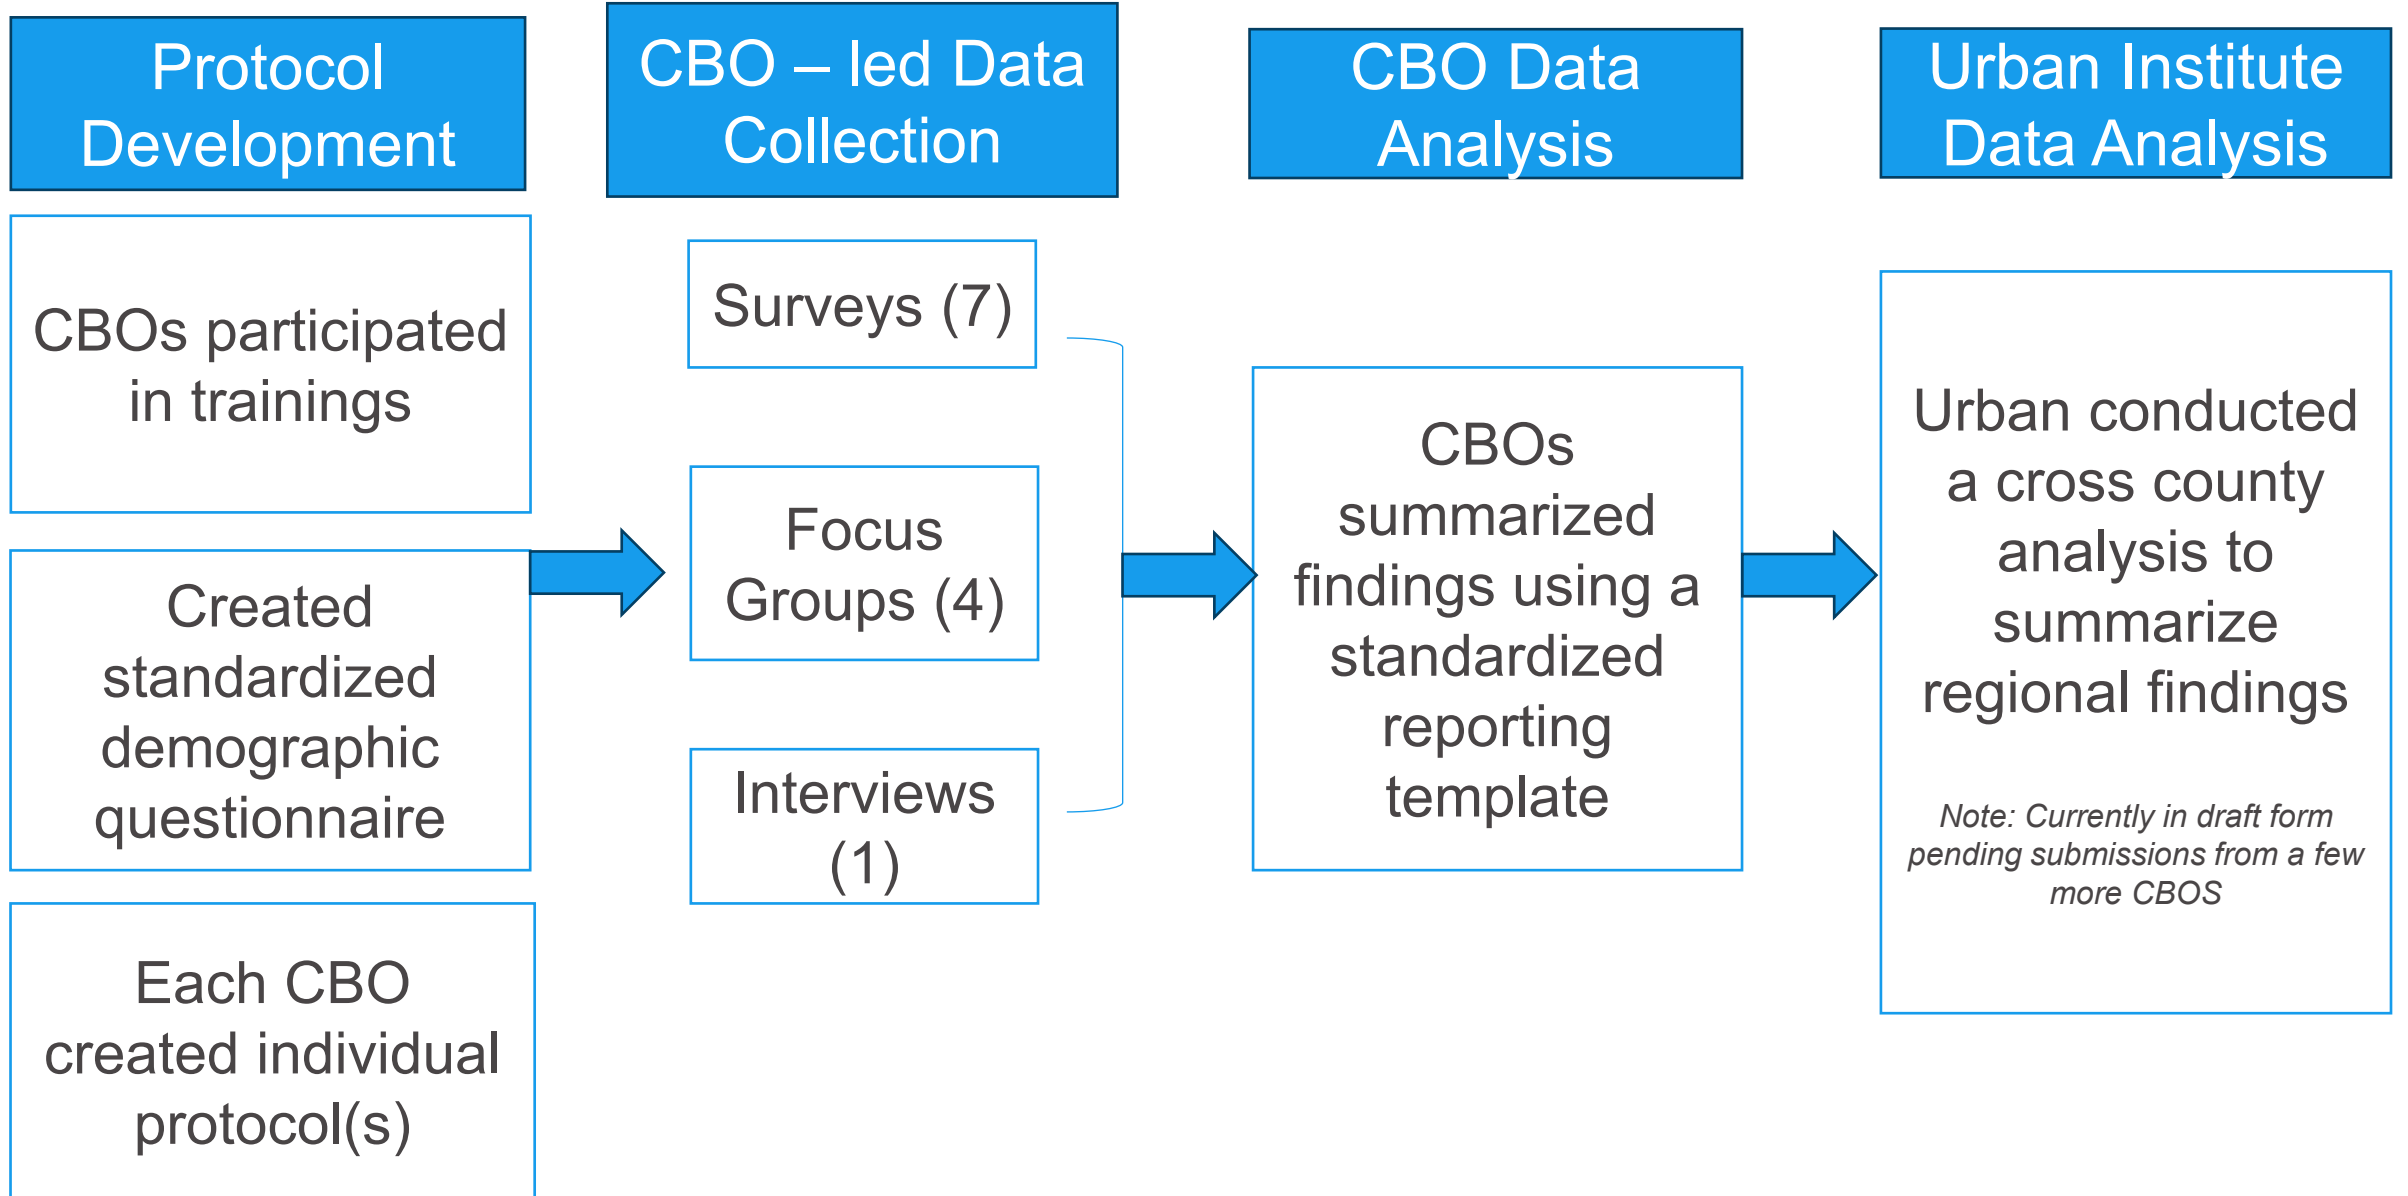 Protocol
Development
CBOs participated
in trainings
Created
standardized
demographic
questionnaire
Each CBO
created individual
protocol(s)
CBO – led Data
Collection
Surveys (7)
Focus
Groups (4)
Interviews
(1)
CBO Data
Analysis
CBOs
summarized
findings using a
standardized
reporting
template
Urban Institute
Data Analysis
Urban conducted
a cross county
analysis to
summarize
regional findings
Note: Currently in draft form
pending submissions from a few
more CBOS